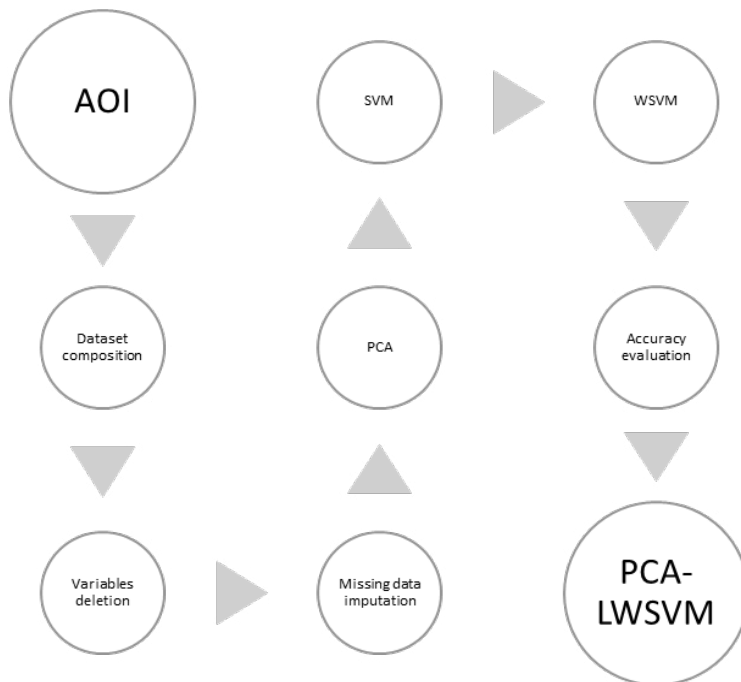 AOI
Dataset
composition
Variables
deletion
Missing data
imputation
PCA
SVM
WSVM
Accuracy
evaluation
PCA-
LWSVM